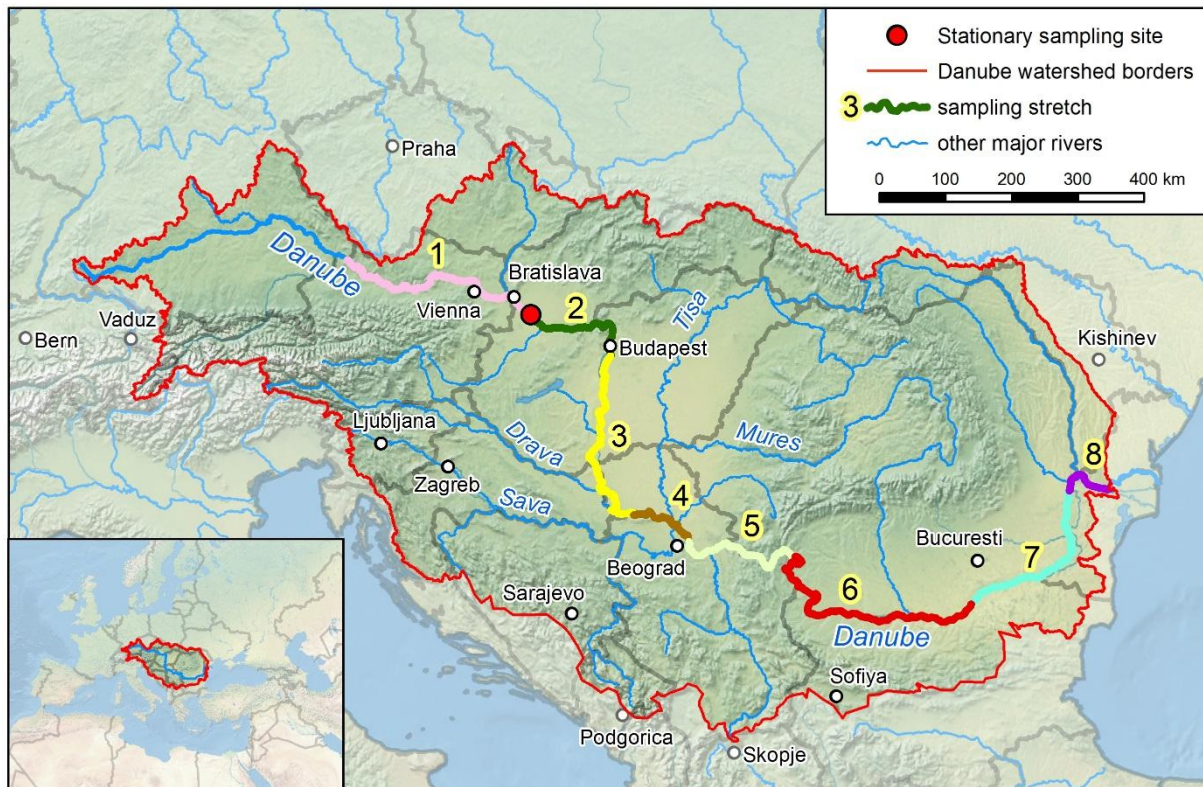 Stationary sampling site
Danube watershed borders
3 sampling stretch
other major rivers
0 100 200 300 400 km
Praha
Danube
1
Bratislava
Vienna
2
Tisa
Bern
Vaduz
Budapest
Kishinev
Ljubljana
Drava
3
Mures
8
Zagreb
Sava
4
5
Bucuresti
7
Beograd
6
Sarajevo
Danube
Sofiya
Podgorica
Skopje